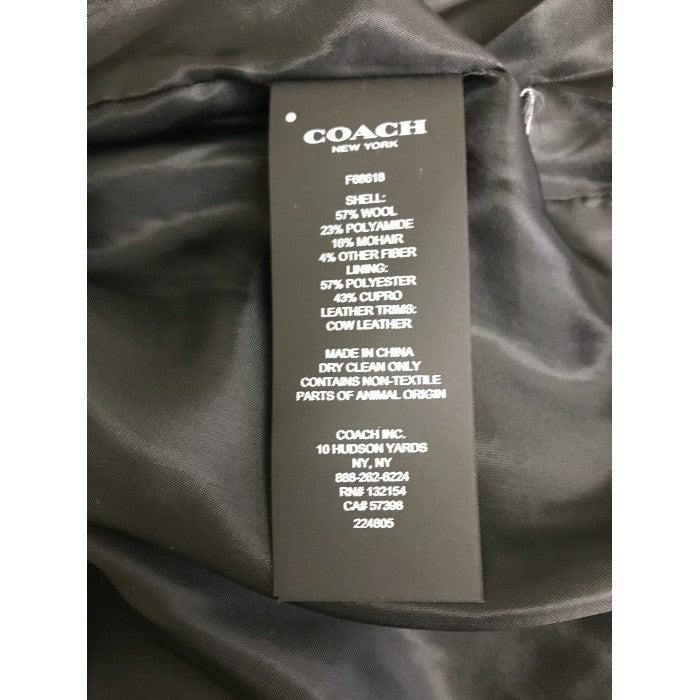 COACH
NEW YORK
F68818
SHELL:
57% WOOL
23% POLYAMIDE
16% MOHAIR
4% OTHER FIBER
LINING:
57% POLYESTER
43% CUPRO
LEATHER TRIMS:
COW LEATHER
MADE IN CHINA
DRY CLEAN ONLY
CONTAINS NON-TEXTILE
PARTS OF ANIMAL ORIGIN
COACH INC.
10 HUDSON YARDS
NY, NY
888-262-6224
RN# 132154
CA# 57398
224805